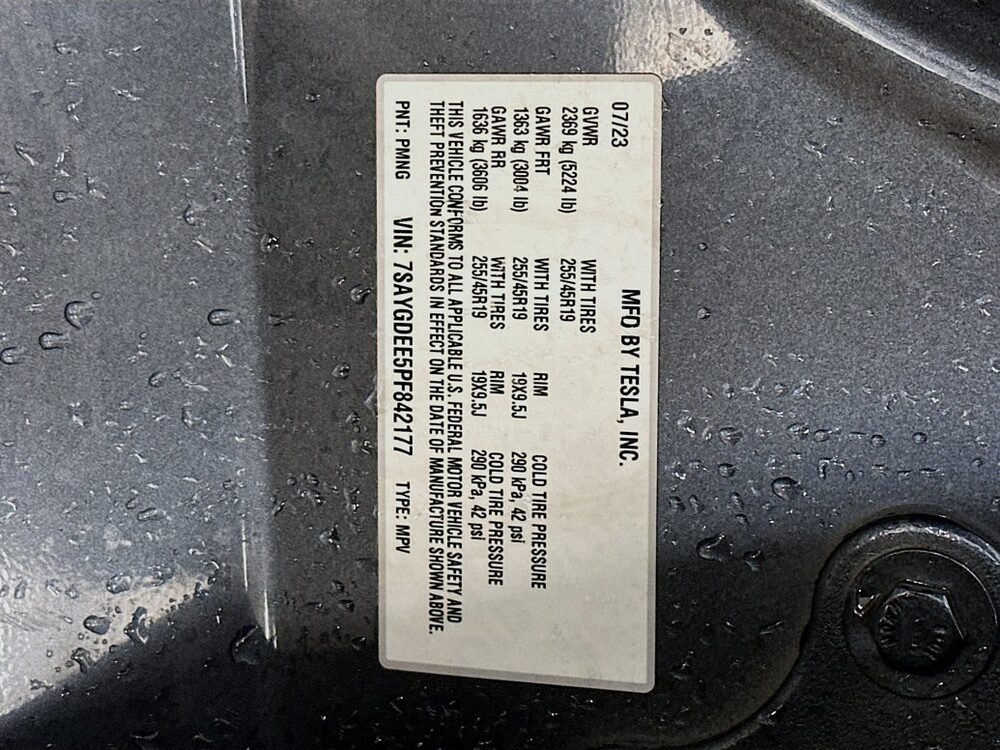 MFD BY TESLA, INC.
07/23
GVWR WITH TIRES
2369 kg (5224 lb) 255/45R19
GAWR FRT WITH TIRES RIM COLD TIRE PRESSURE
1363 kg (3004 lb) 255/45R19 19X9.5J 290 kPa, 42 psi
GAWR RR WITH TIRES RIM COLD TIRE PRESSURE
1636 kg (3606 lb) 255/45R19 19X9.5J 290 kPa, 42 psi
THIS VEHICLE CONFORMS TO ALL APPLICABLE U.S. FEDERAL MOTOR VEHICLE SAFETY AND
THEFT PREVENTION STANDARDS IN EFFECT ON THE DATE OF MANUFACTURE SHOWN ABOVE.
PNT: PMNG VIN: 7SAYGDEE5PF842177 TYPE: MPV